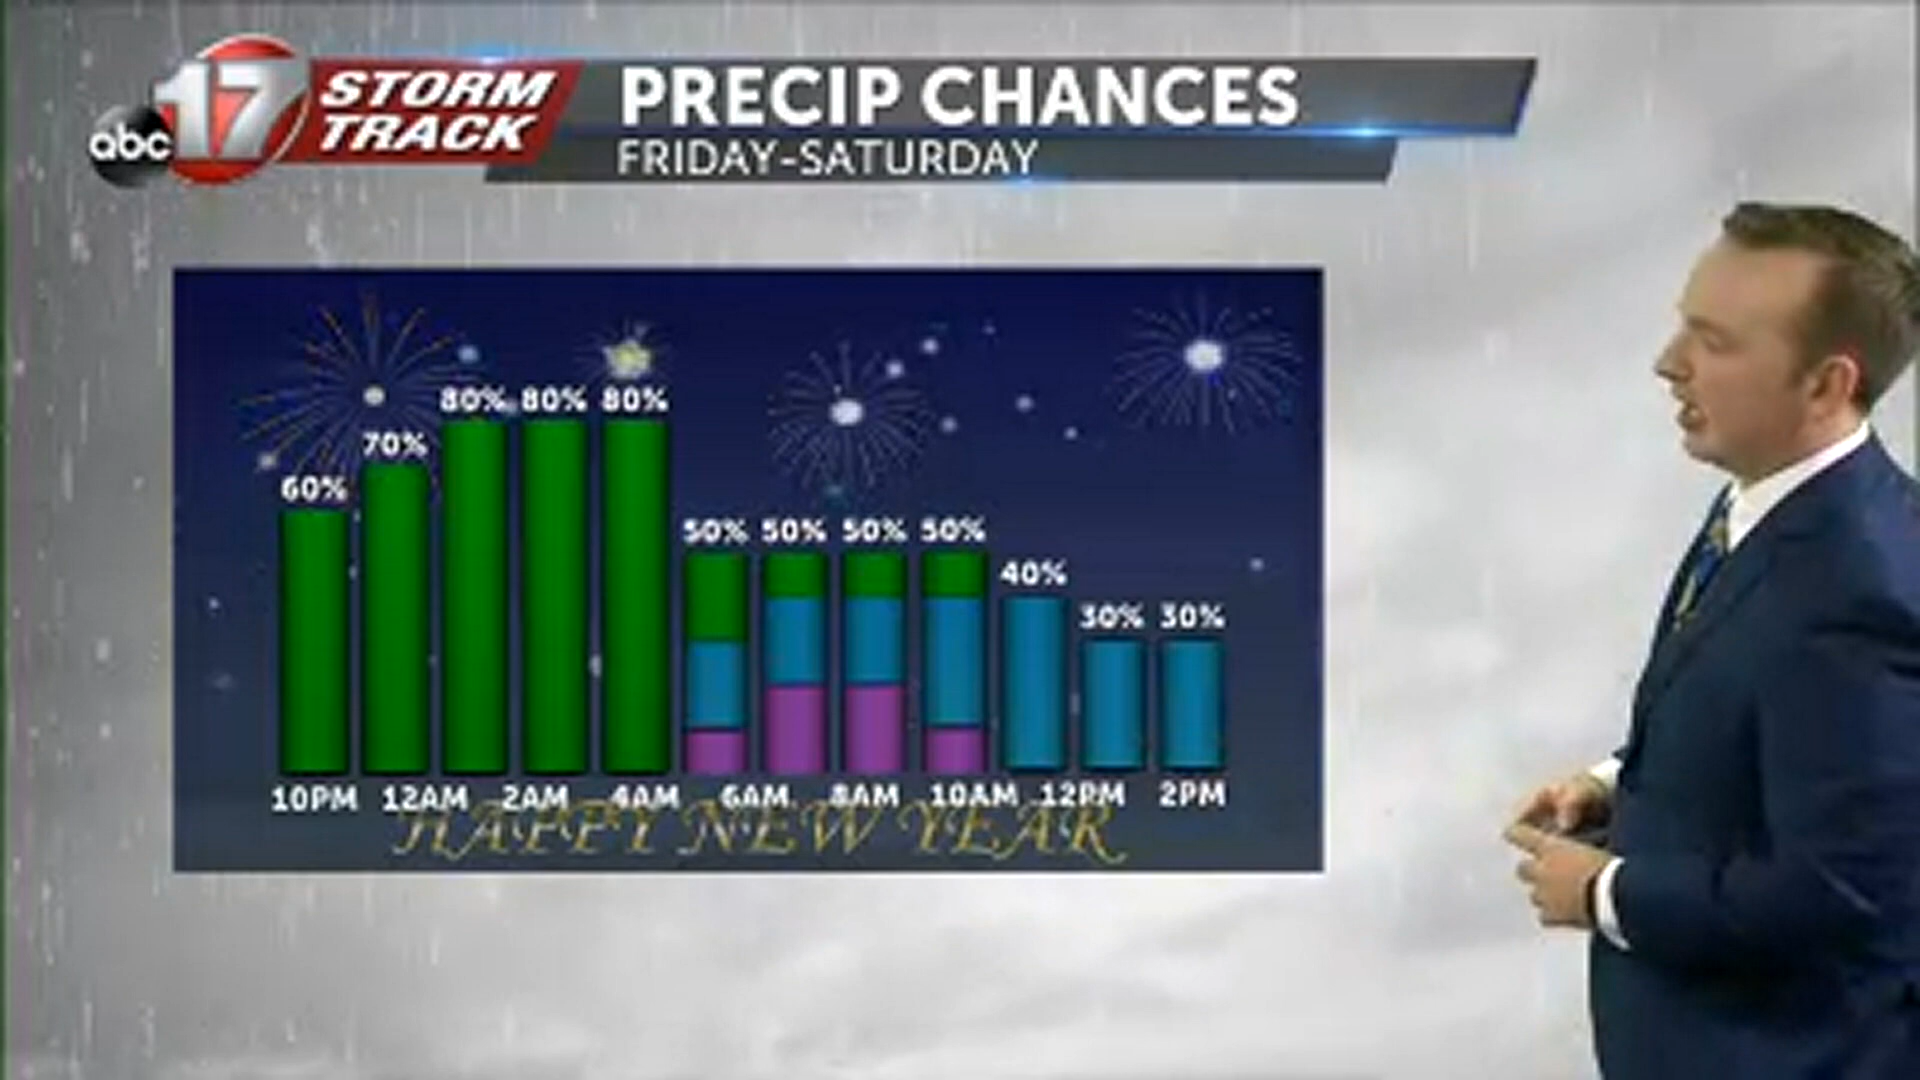 abc 17 STORM TRACK
PRECIP CHANCES
FRIDAY-SATURDAY
60% 70% 80% 80% 80% 50% 50% 50% 50% 40% 30% 30%
10PM 12AM 2AM 4AM 6AM 8AM 10AM 12PM 2PM
HAPPY NEW YEAR